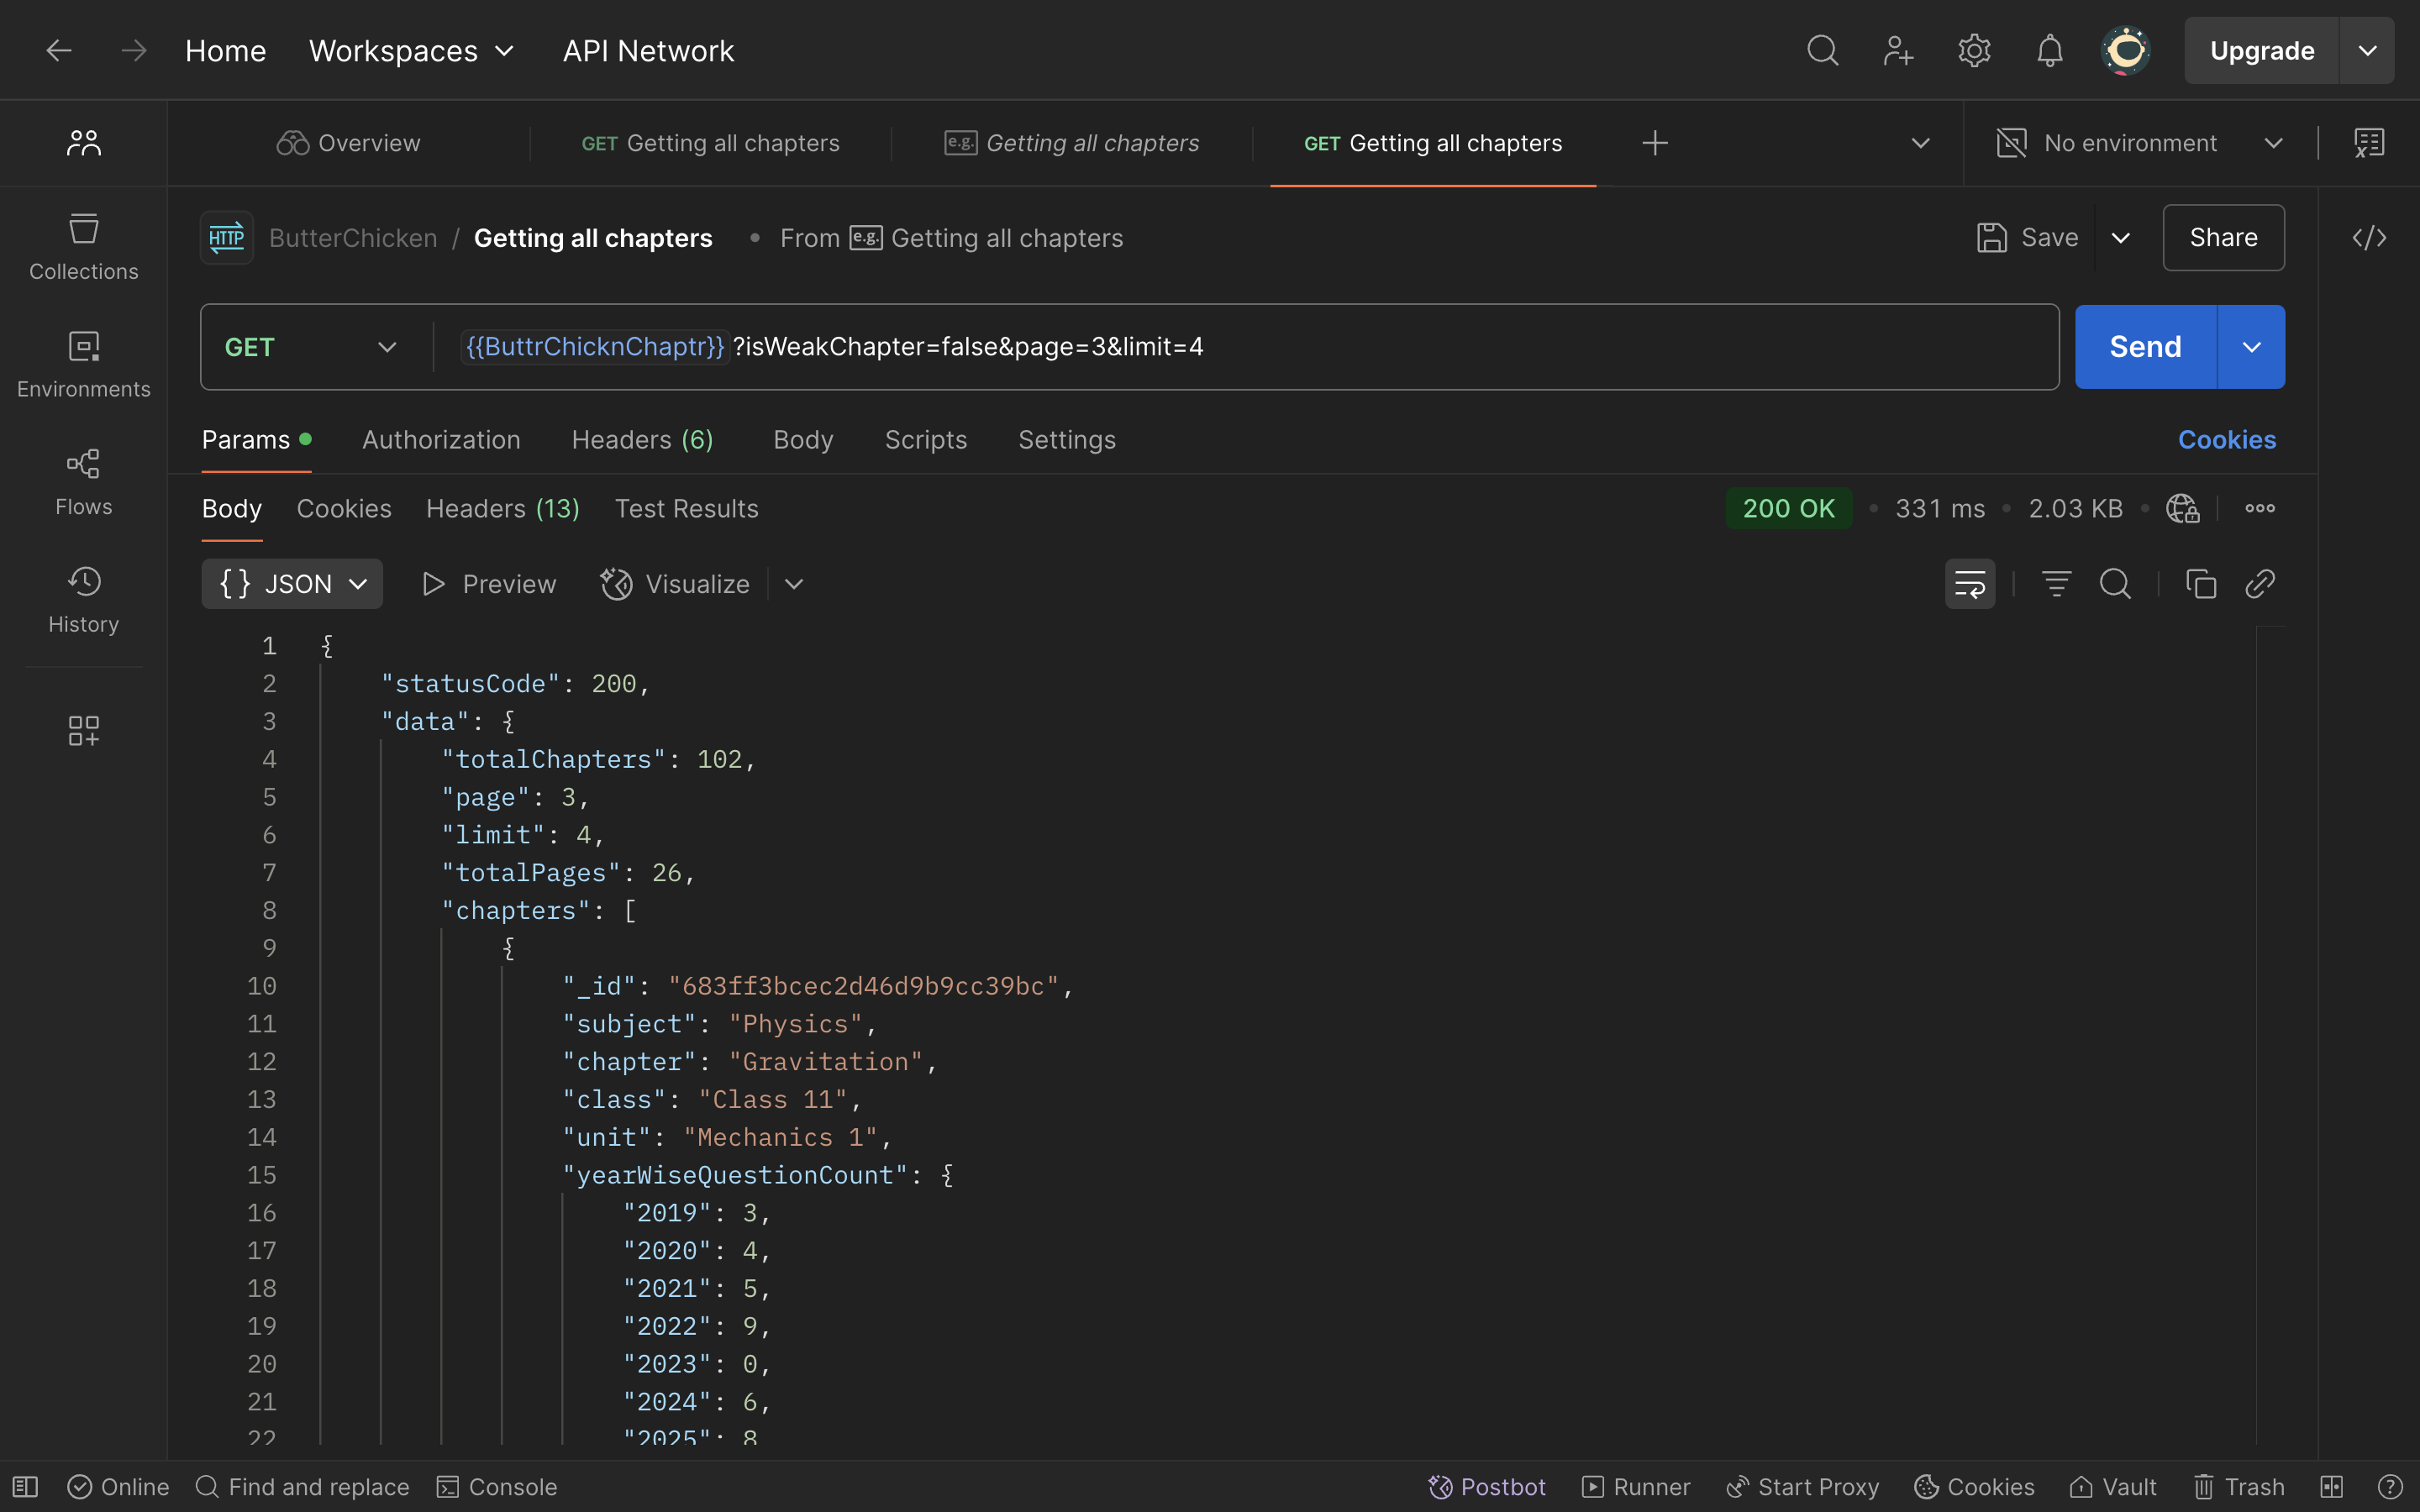 Home Workspaces API Network Upgrade
Overview GET Getting all chapters e.g. Getting all chapters GET Getting all chapters No environment
HTTP ButterChicken / Getting all chapters • From e.g. Getting all chapters Save Share
Collections
Environments
Flows
History
GET {{ButtrChicknChaptr}}?isWeakChapter=false&page=3&limit=4 Send
Params Authorization Headers (6) Body Scripts Settings Cookies
Body Cookies Headers (13) Test Results 200 OK • 331 ms • 2.03 KB •
{} JSON Preview Visualize
1 {
2 "statusCode": 200,
3 "data": {
4 "totalChapters": 102,
5 "page": 3,
6 "limit": 4,
7 "totalPages": 26,
8 "chapters": [
9 {
10 "_id": "683ff3bcec2d46d9b9cc39bc",
11 "subject": "Physics",
12 "chapter": "Gravitation",
13 "class": "Class 11",
14 "unit": "Mechanics 1",
15 "yearWiseQuestionCount": {
16 "2019": 3,
17 "2020": 4,
18 "2021": 5,
19 "2022": 9,
20 "2023": 0,
21 "2024": 6,
22 "2025": 8
Online Find and replace Console Postbot Runner Start Proxy Cookies Vault Trash